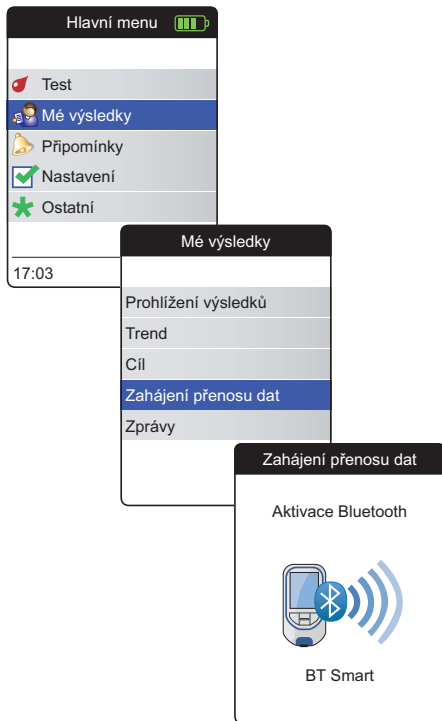 Hlavní menu
Test
Mé výsledky
Připomínky
Nastavení
Ostatní
17:03
Mé výsledky
Prohlížení výsledků
Trend
Cíl
Zahájení přenosu dat
Zprávy
Zahájení přenosu dat
Aktivace Bluetooth
BT Smart